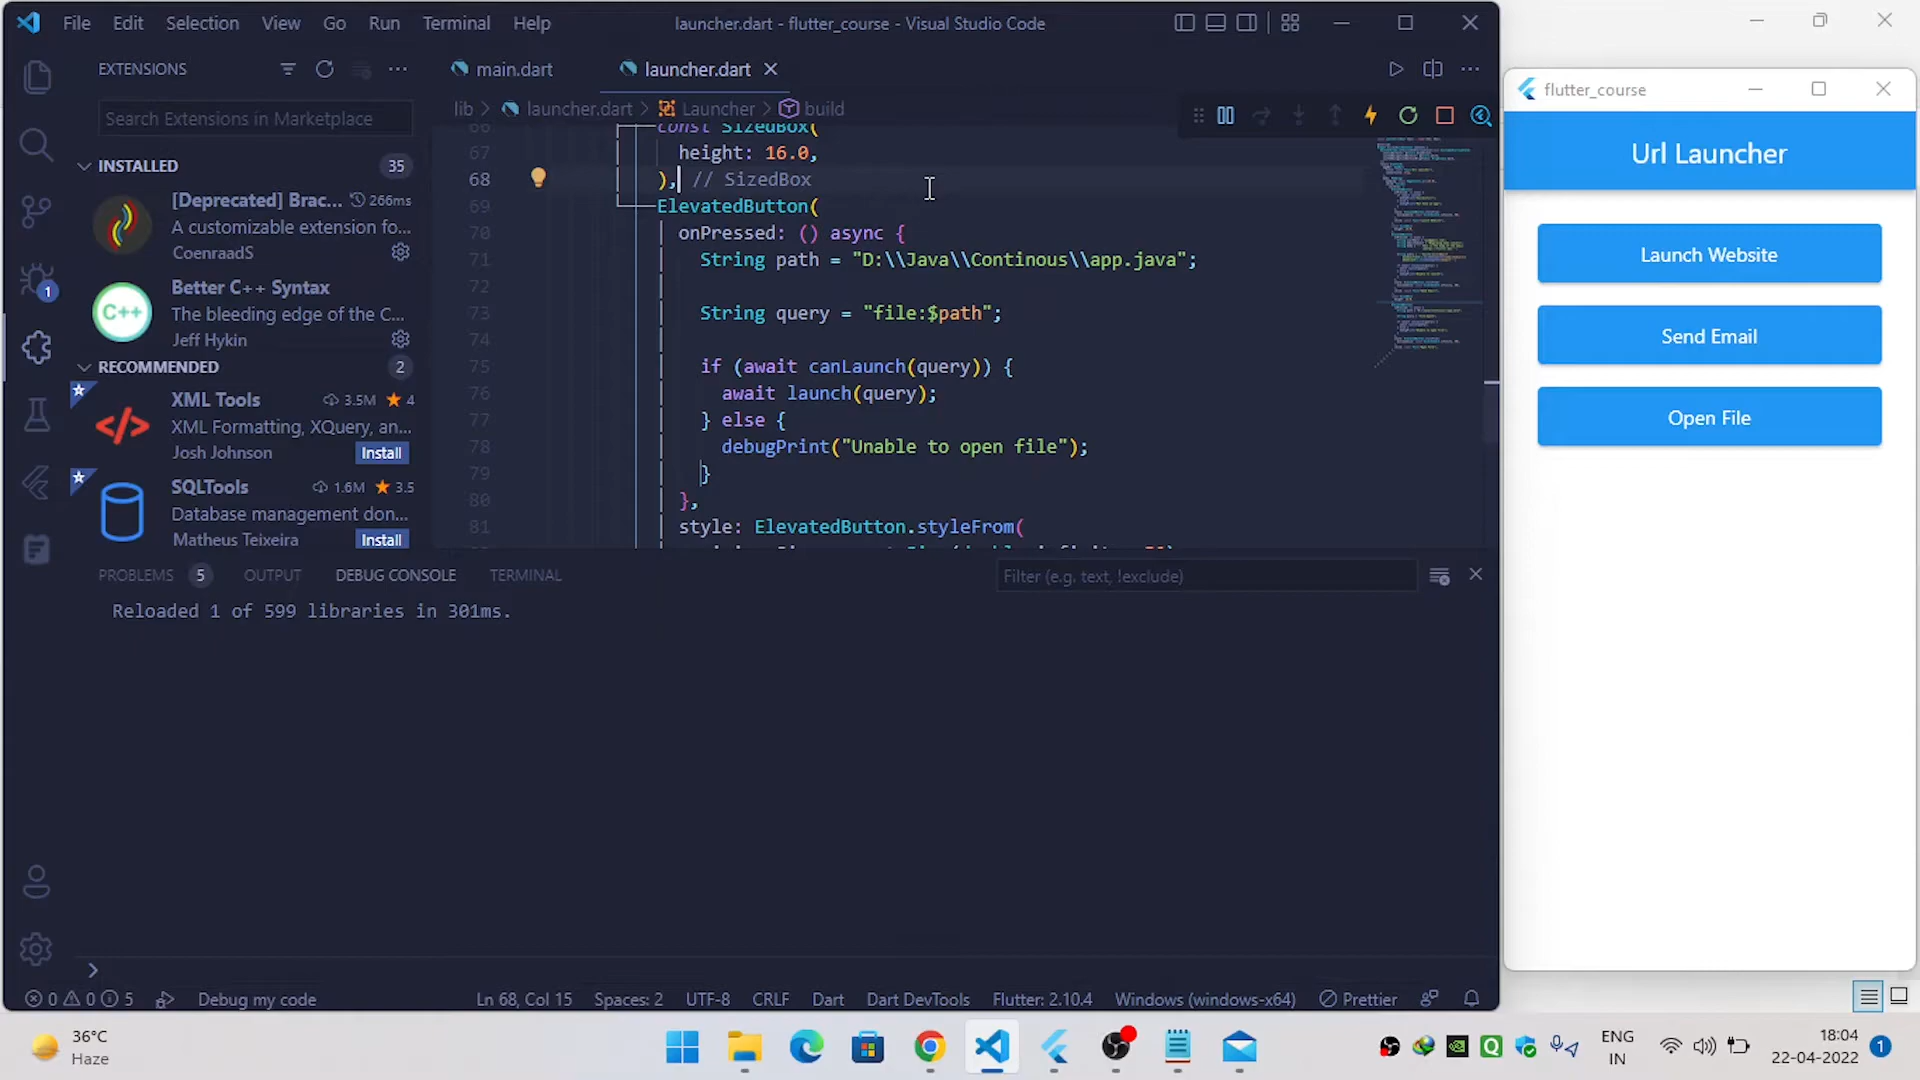 File Edit Selection View Go Run Terminal Help
launcher.dart - flutter_course - Visual Studio Code
EXTENSIONS
Search Extensions in Marketplace
INSTALLED 35
[Deprecated] Brac... 266ms
A customizable extension fo...
CoenraadS
C++
Better C++ Syntax
The bleeding edge of the C...
Jeff Hykin
RECOMMENDED 2
XML Tools 3.5M 4
XML Formatting, XQuery, an...
Josh Johnson Install
SQLTools 1.6M 3.5
Database management don...
Matheus Teixeira Install
1
main.dart launcher.dart
lib > launcher.dart > Launcher > build
66 const SizedBox(
67 height: 16.0,
68 ), // SizedBox
69 ElevatedButton(
70 onPressed: () async {
71 String path = "D:\\Java\\Continous\\app.java";
72
73 String query = "file:$path";
74
75 if (await canLaunch(query)) {
76 await launch(query);
77 } else {
78 debugPrint("Unable to open file");
79 }
80 },
81 style: ElevatedButton.styleFrom(
PROBLEMS 5 OUTPUT DEBUG CONSOLE TERMINAL
Filter (e.g. text, !exclude)
Reloaded 1 of 599 libraries in 301ms.
>
0 0 5 Debug my code Ln 68, Col 15 Spaces: 2 UTF-8 CRLF Dart Dart DevTools Flutter: 2.10.4 Windows (windows-x64) Prettier
flutter_course
Url Launcher
Launch Website
Send Email
Open File
36°C
Haze
ENG
IN
18:04
22-04-2022
1